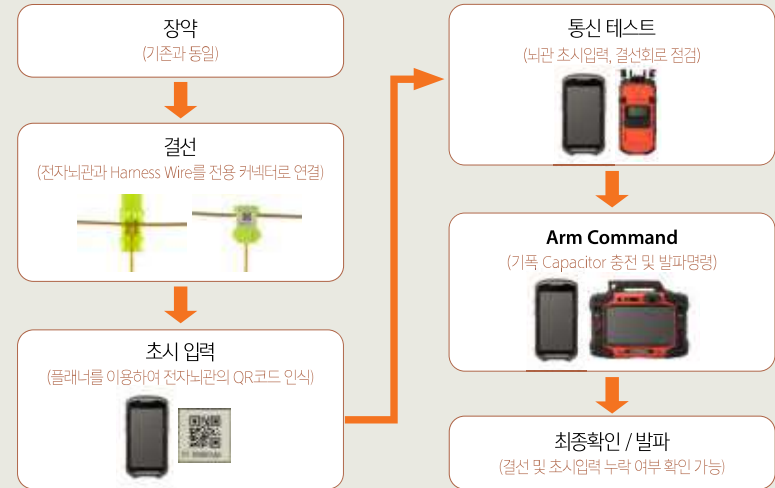 장약
(기존과 동일)
결선
(전자뇌관과 Harness Wire를 전용 커넥터로 연결)
초시 입력
(플래너를 이용하여 전자뇌관의 QR코드 인식)
통신 테스트
(뇌관 초시입력, 결선회로 점검)
Arm Command
(기폭 Capacitor 충전 및 발파명령)
최종확인 / 발파
(결선 및 초시입력 누락 여부 확인 가능)